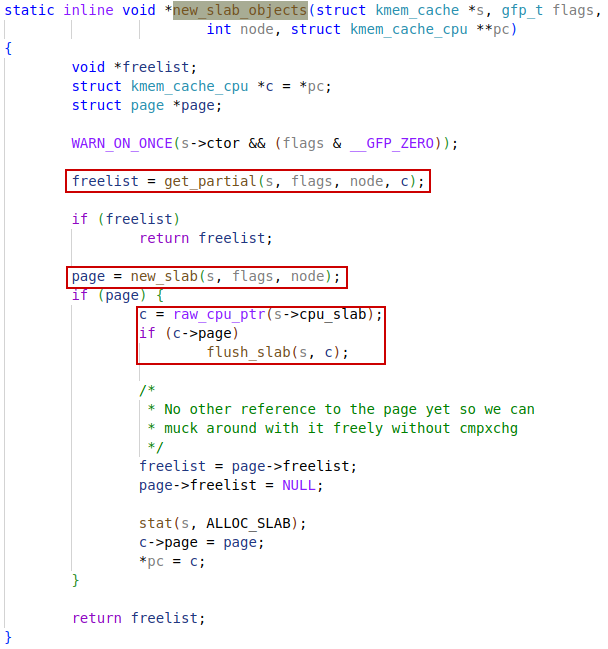 static inline void *new_slab_objects(struct kmem_cache *s, gfp_t flags,
int node, struct kmem_cache_cpu **pc)
{
void *freelist;
struct kmem_cache_cpu *c = *pc;
struct page *page;
WARN_ON_ONCE(s->ctor && (flags & __GFP_ZERO));
freelist = get_partial(s, flags, node, c);
if (freelist)
return freelist;
page = new_slab(s, flags, node);
if (page) {
c = raw_cpu_ptr(s->cpu_slab);
if (c->page)
flush_slab(s, c);
/*
* No other reference to the page yet so we can
* muck around with it freely without cmpxchg
*/
freelist = page->freelist;
page->freelist = NULL;
stat(s, ALLOC_SLAB);
c->page = page;
*pc = c;
}
return freelist;
}